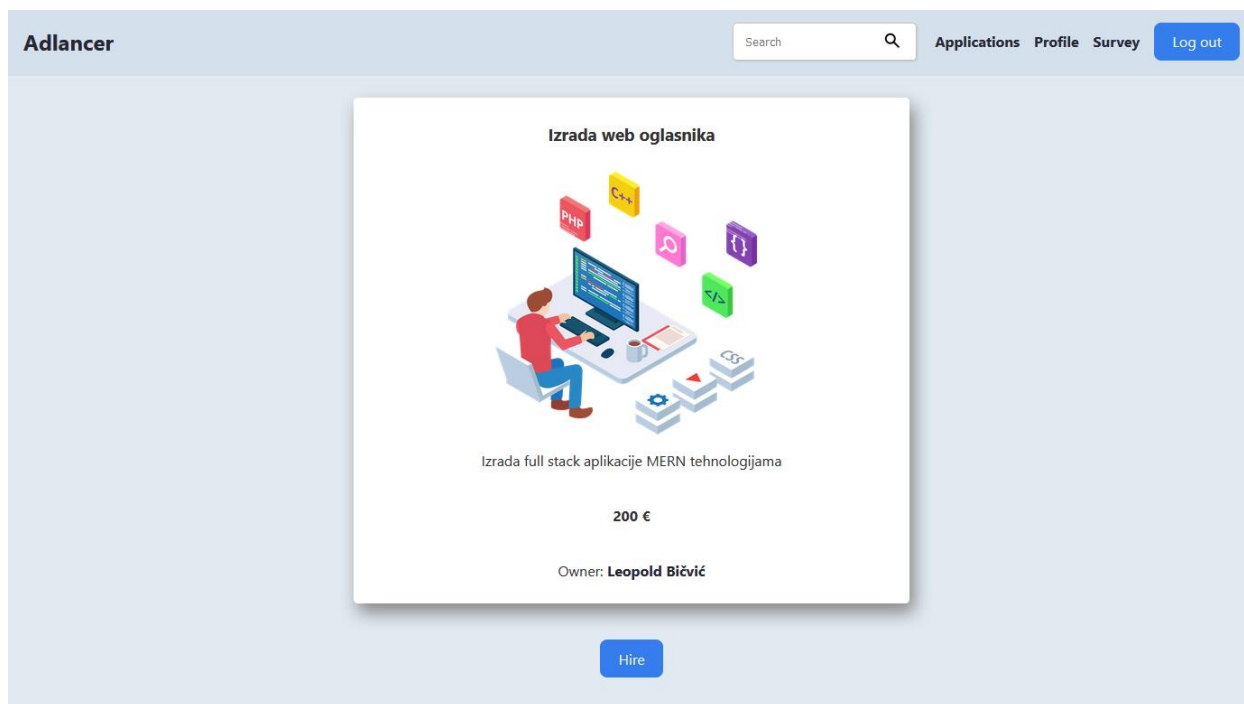 Adlancer
Search
Applications Profile Survey Log out
Izrada web oglasnika
C++
PHP
{}
</>
CSS
Izrada full stack aplikacije MERN tehnologijama
200 €
Owner: Leopold Bičvić
Hire